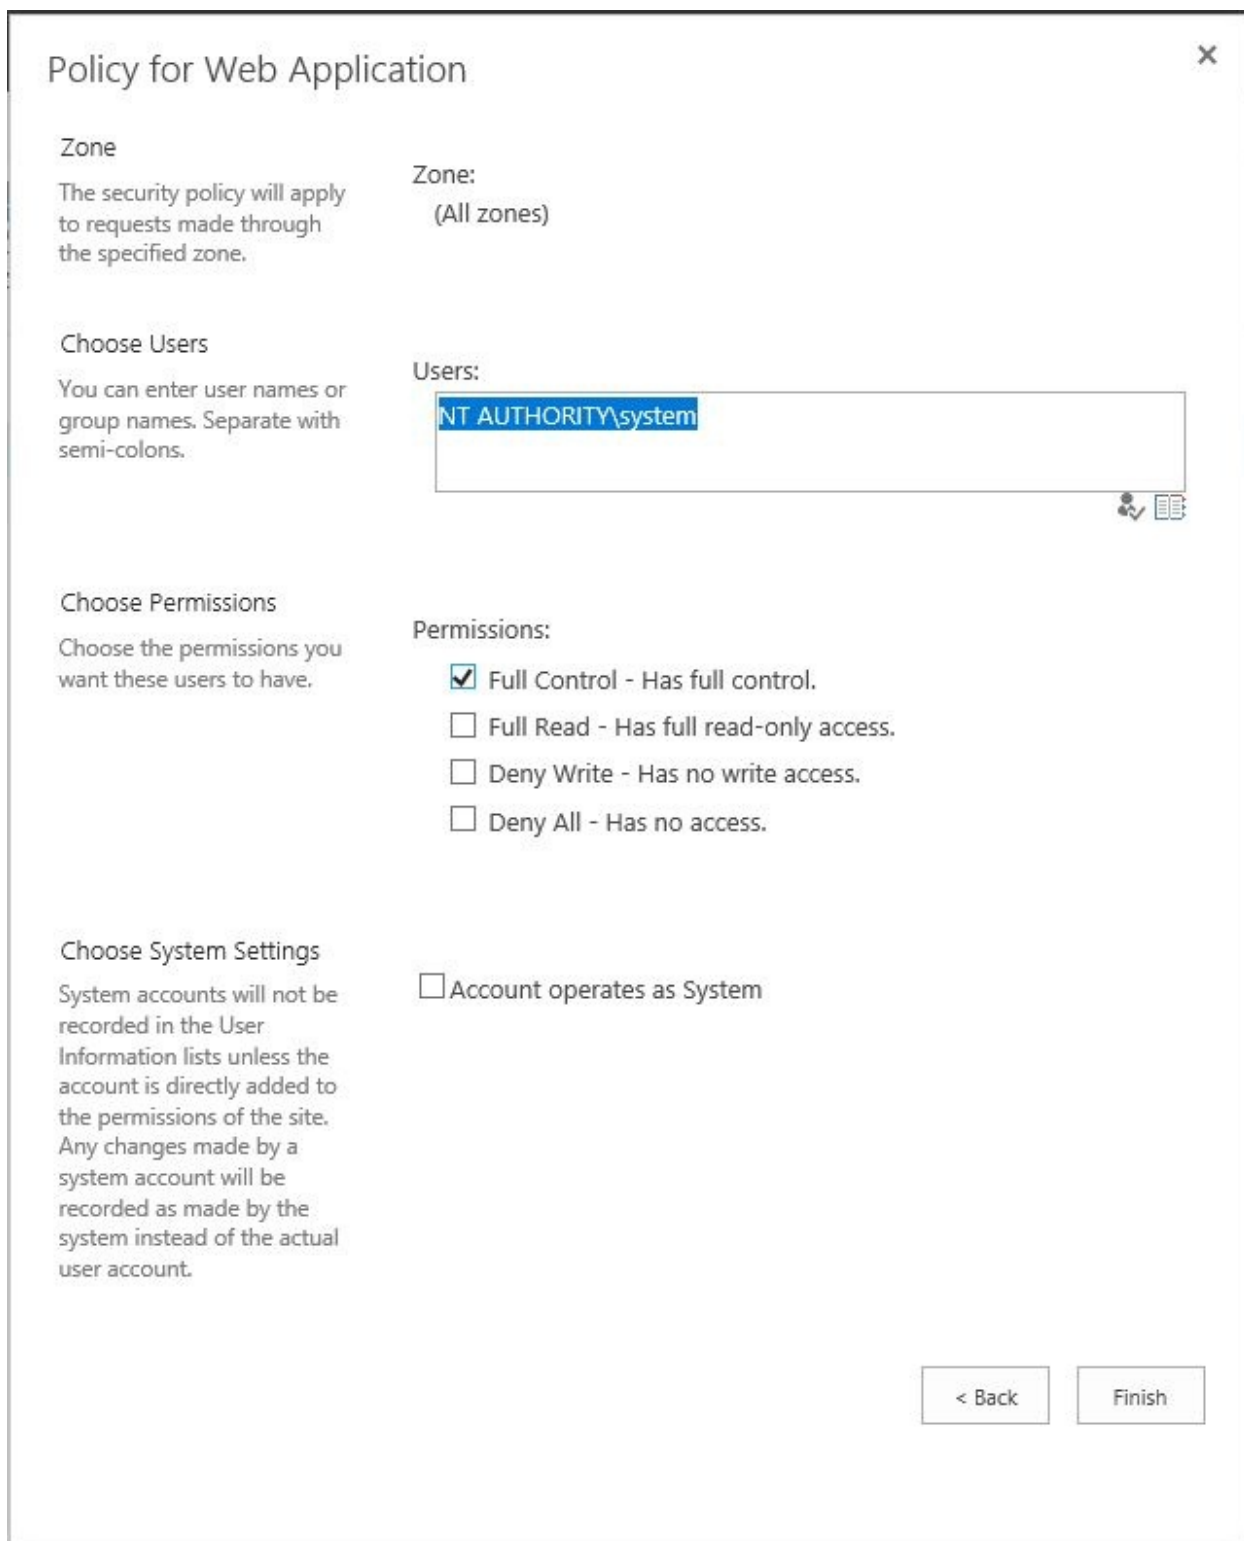 Policy for Web Application
Zone
The security policy will apply
to requests made through
the specified zone.
Zone:
(All zones)
Choose Users
You can enter user names or
group names. Separate with
semi-colons.
Users:
NT AUTHORITY\system
Choose Permissions
Choose the permissions you
want these users to have.
Permissions:
Full Control - Has full control.
Full Read - Has full read-only access.
Deny Write - Has no write access.
Deny All - Has no access.
Choose System Settings
System accounts will not be
recorded in the User
Information lists unless the
account is directly added to
the permissions of the site.
Any changes made by a
system account will be
recorded as made by the
system instead of the actual
user account.
Account operates as System
< Back
Finish